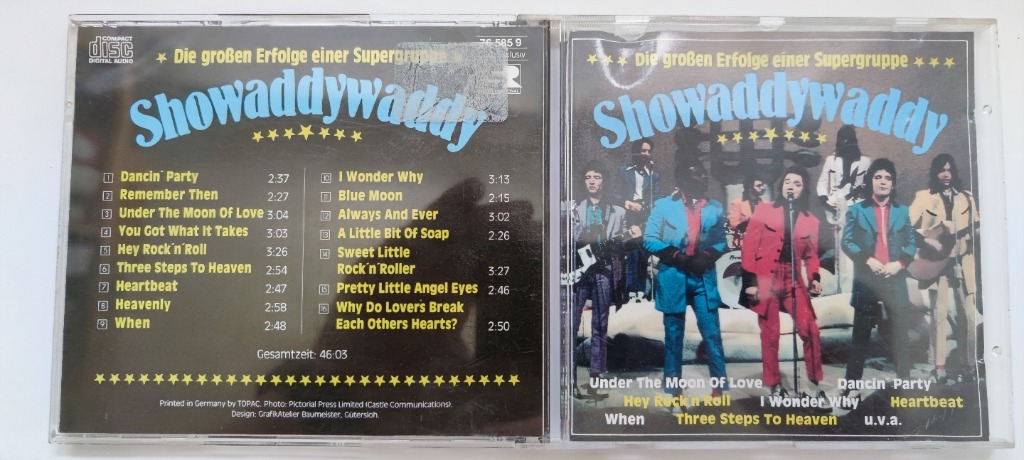 COMPACT
disc
DIGITAL AUDIO
76 585 9
Die großen Erfolge einer Supergruppe
Showaddywaddy
1 Dancin' Party 2:37
2 Remember Then 2:27
3 Under The Moon Of Love 3:04
4 You Got What It Takes 3:03
5 Hey Rock'n'Roll 3:26
6 Three Steps To Heaven 2:54
7 Heartbeat 2:47
8 Heavenly 2:58
9 When 2:48
10 I Wonder Why 3:13
11 Blue Moon 2:15
12 Always And Ever 3:02
13 A Little Bit Of Soap 2:26
14 Sweet Little
Rock'n'Roller 3:27
15 Pretty Little Angel Eyes 2:46
16 Why Do Lovers Break
Each Others Hearts? 2:50
Gesamtzeit: 46:03
Printed in Germany by TOPAC. Photo: Pictorial Press Limited (Castle Communications).
Design: GrafikAtelier Baumeister, Gütersloh.
Die großen Erfolge einer Supergruppe
Showaddywaddy
Under The Moon Of Love Dancin' Party
Hey Rock'n Roll I Wonder Why Heartbeat
When Three Steps To Heaven u.v.a.